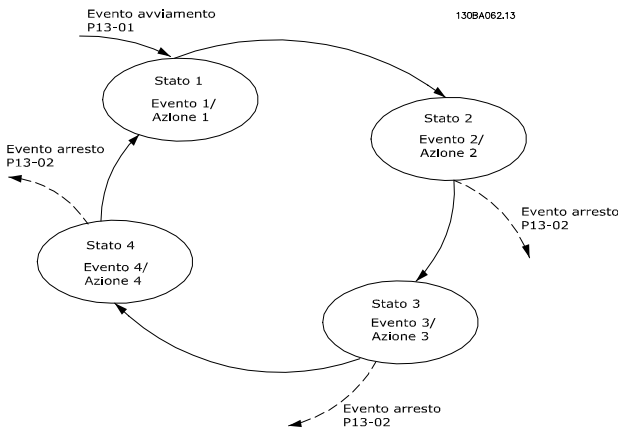 Evento avviamento
P13-01
130BA062.13
Stato 1
Evento 1/
Azione 1
Stato 2
Evento 2/
Azione 2
Evento arresto
P13-02
Evento arresto
P13-02
Stato 4
Evento 4/
Azione 4
Stato 3
Evento 3/
Azione 3
Evento arresto
P13-02